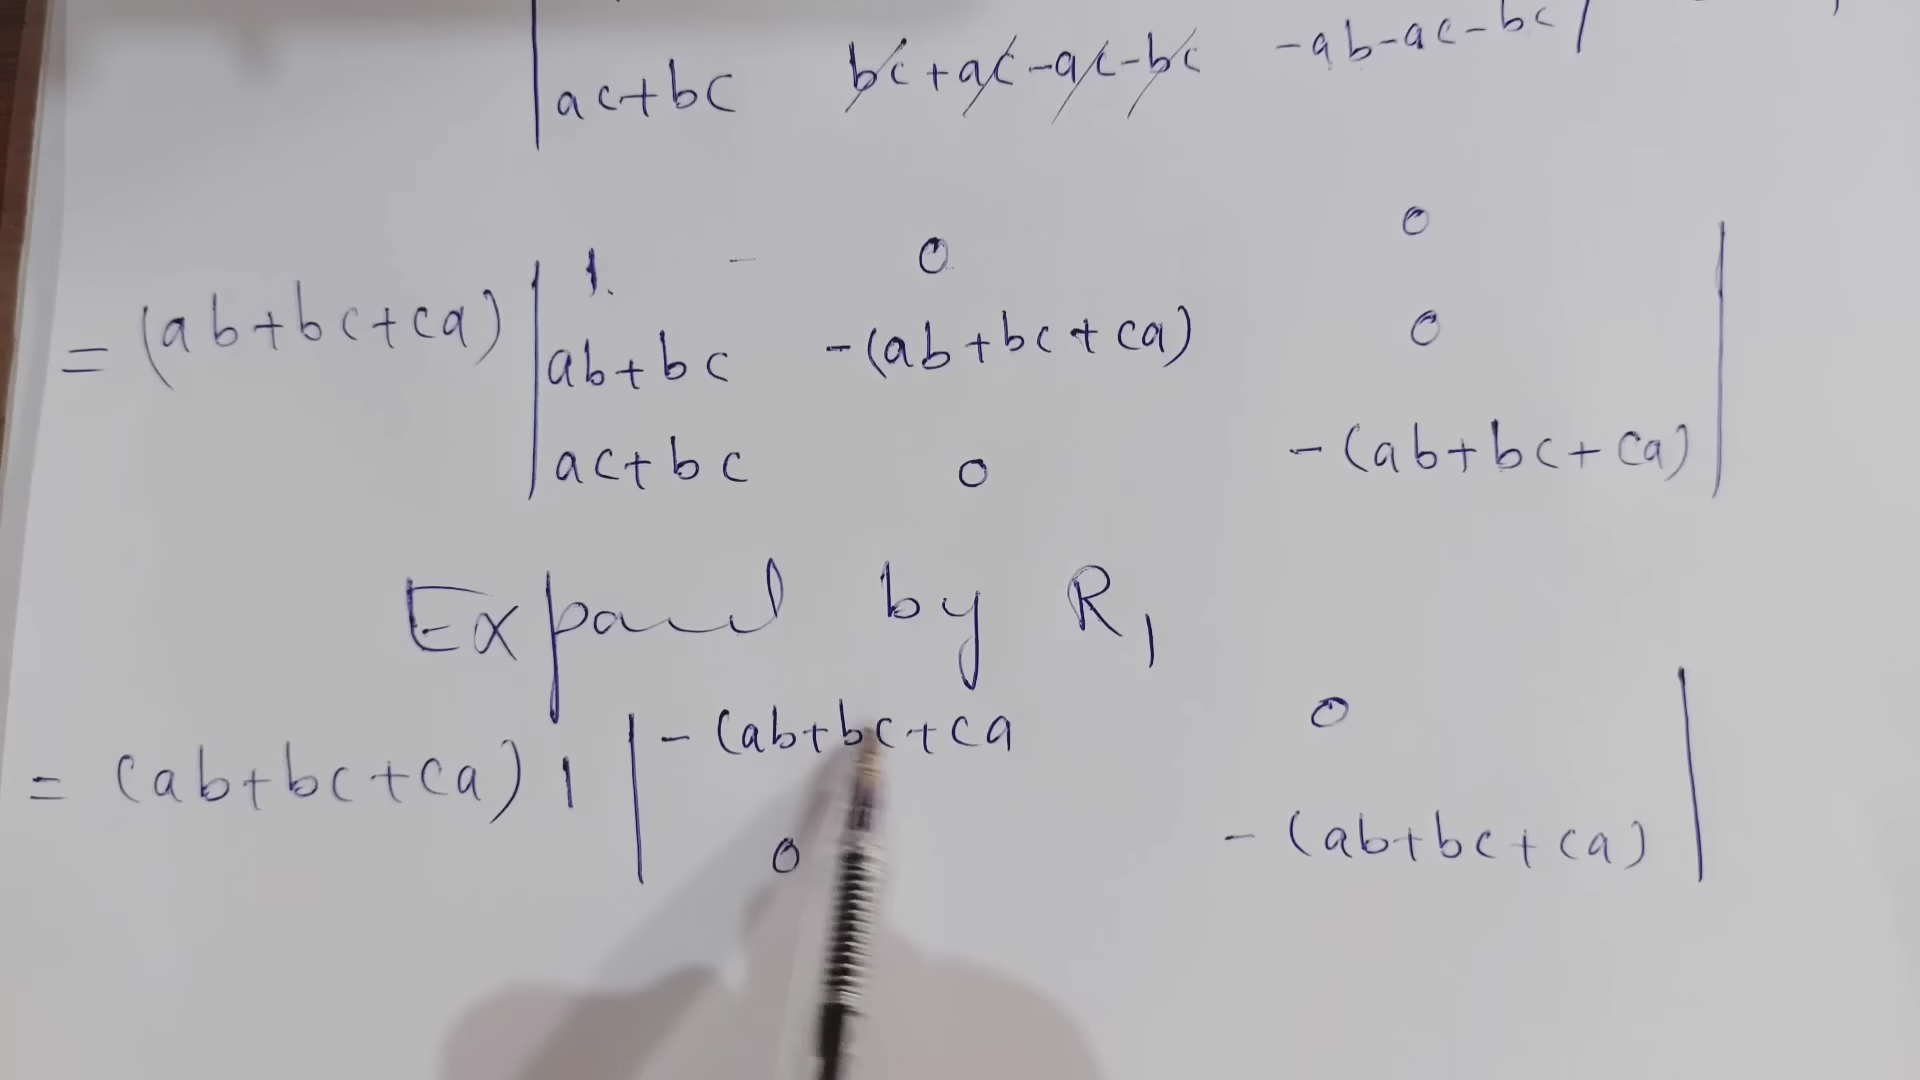 |ac+bc bc+ac-ac-bc -ab-ac-bc|
1. - 0 0
= (ab+bc+ca) |ab+bc -(ab+bc+ca) 0|
|ac+bc 0 -(ab+bc+ca)|
Expand by R1
= (ab+bc+ca) 1 |-(ab+bc+ca 0|
0 -(ab+bc+ca)|